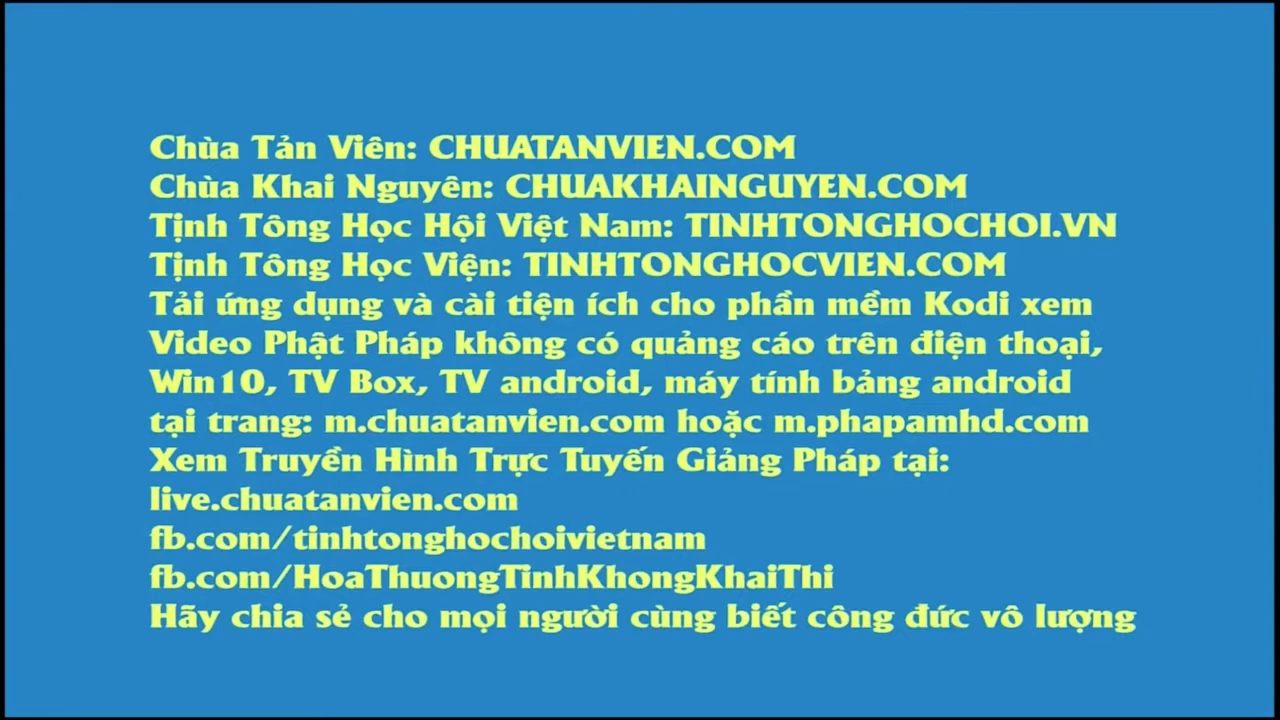 Chùa Tản Viên: CHUATANVIEN.COM
Chùa Khai Nguyên: CHUAKHAINGUYEN.COM
Tịnh Tông Học Hội Việt Nam: TINHTONGHOCHOI.VN
Tịnh Tông Học Viện: TINHTONGHOCVIEN.COM
Tải ứng dụng và cài tiện ích cho phần mềm Kodi xem
Video Phật Pháp không có quảng cáo trên điện thoại,
Win10, TV Box, TV android, máy tính bảng android
tại trang: m.chuatanvien.com hoặc m.phapamhd.com
Xem Truyền Hình Trực Tuyến Giảng Pháp tại:
live.chuatanvien.com
fb.com/tinhtonghochoivietnam
fb.com/HoaThuongTinhKhongKhaiThi
Hãy chia sẻ cho mọi người cùng biết công đức vô lượng